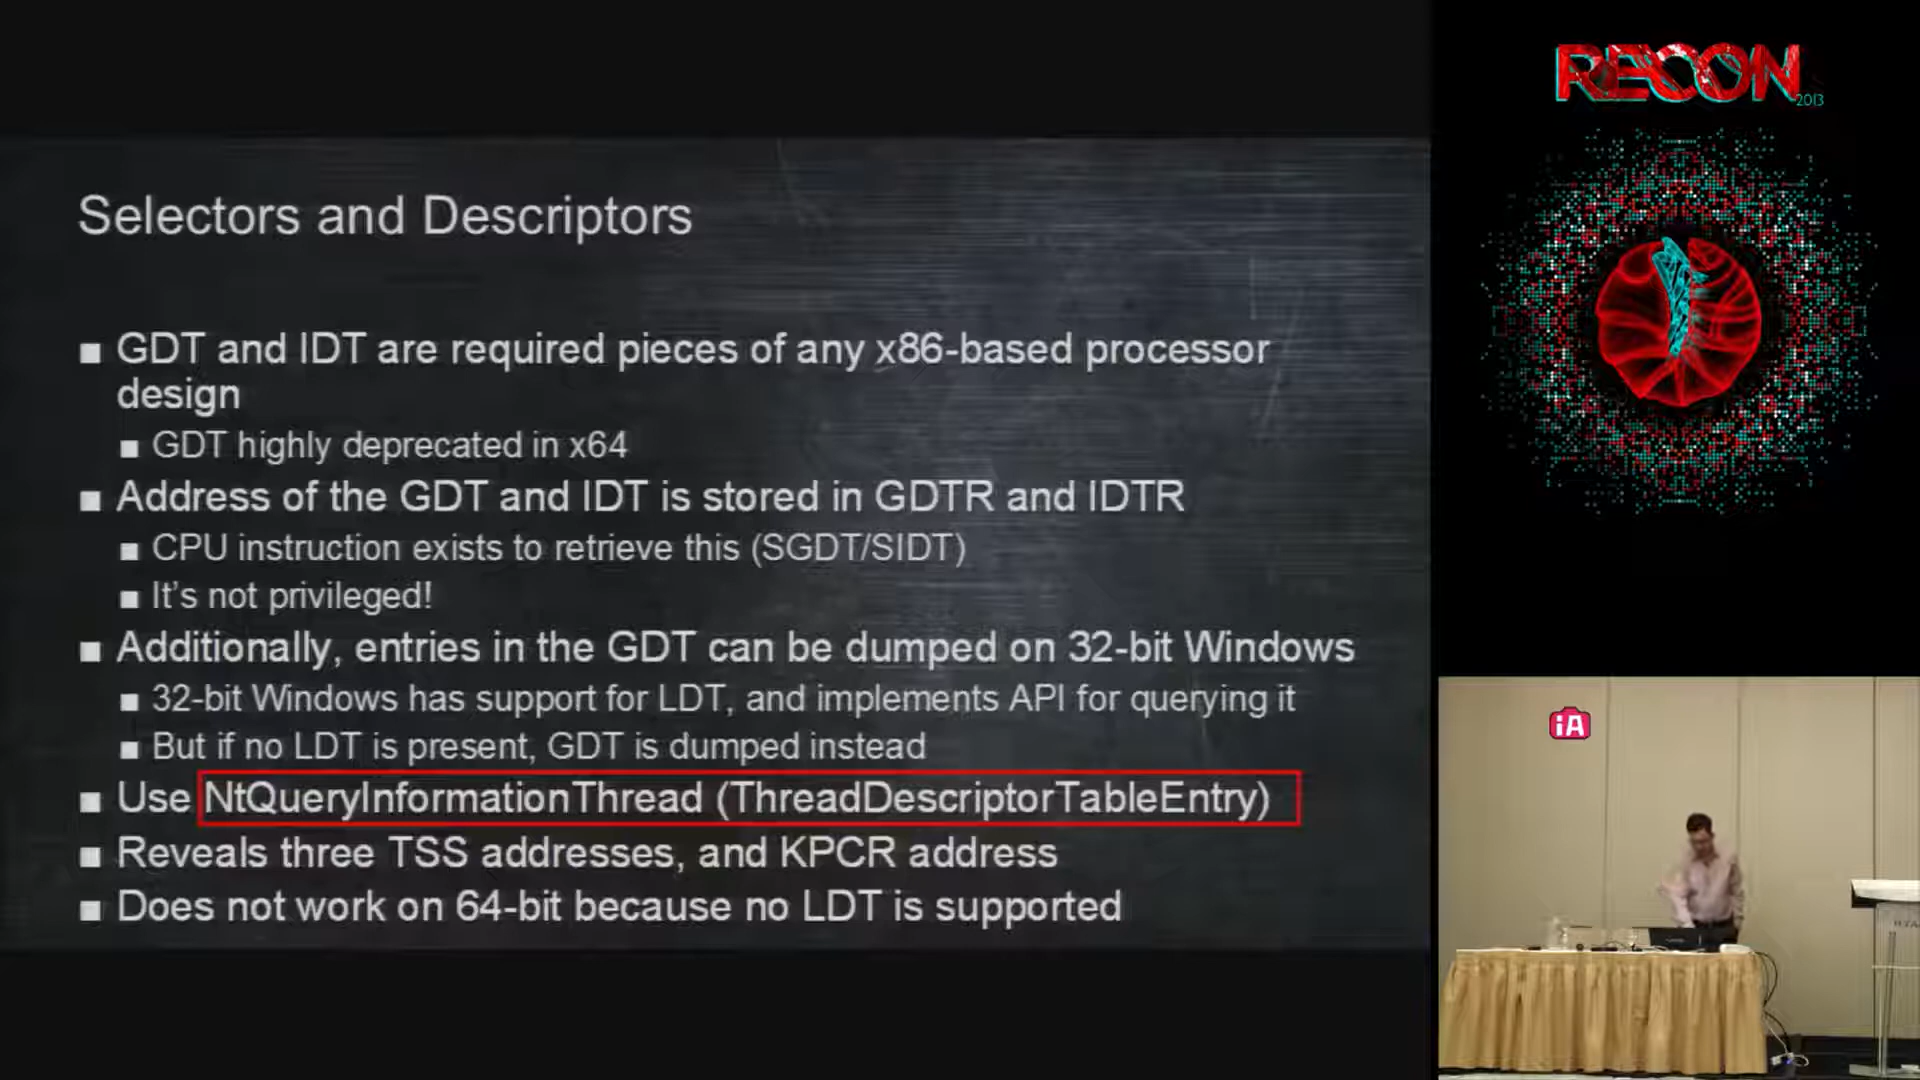 RECON
2013
Selectors and Descriptors
■ GDT and IDT are required pieces of any x86-based processor
design
■ GDT highly deprecated in x64
■ Address of the GDT and IDT is stored in GDTR and IDTR
■ CPU instruction exists to retrieve this (SGDT/SIDT)
■ It's not privileged!
■ Additionally, entries in the GDT can be dumped on 32-bit Windows
■ 32-bit Windows has support for LDT, and implements API for querying it
■ But if no LDT is present, GDT is dumped instead
■ Use NtQueryInformationThread (ThreadDescriptorTableEntry)
■ Reveals three TSS addresses, and KPCR address
■ Does not work on 64-bit because no LDT is supported
iA